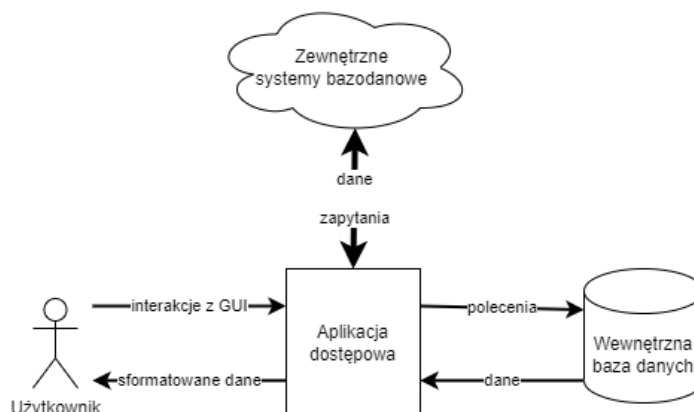 Zewnętrzne
systemy bazodanowe
dane
zapytania
interakcje z GUI
polecenia
Aplikacja
dostępowa
Wewnętrzna
baza danych
sformatowane dane
dane
Użytkownik